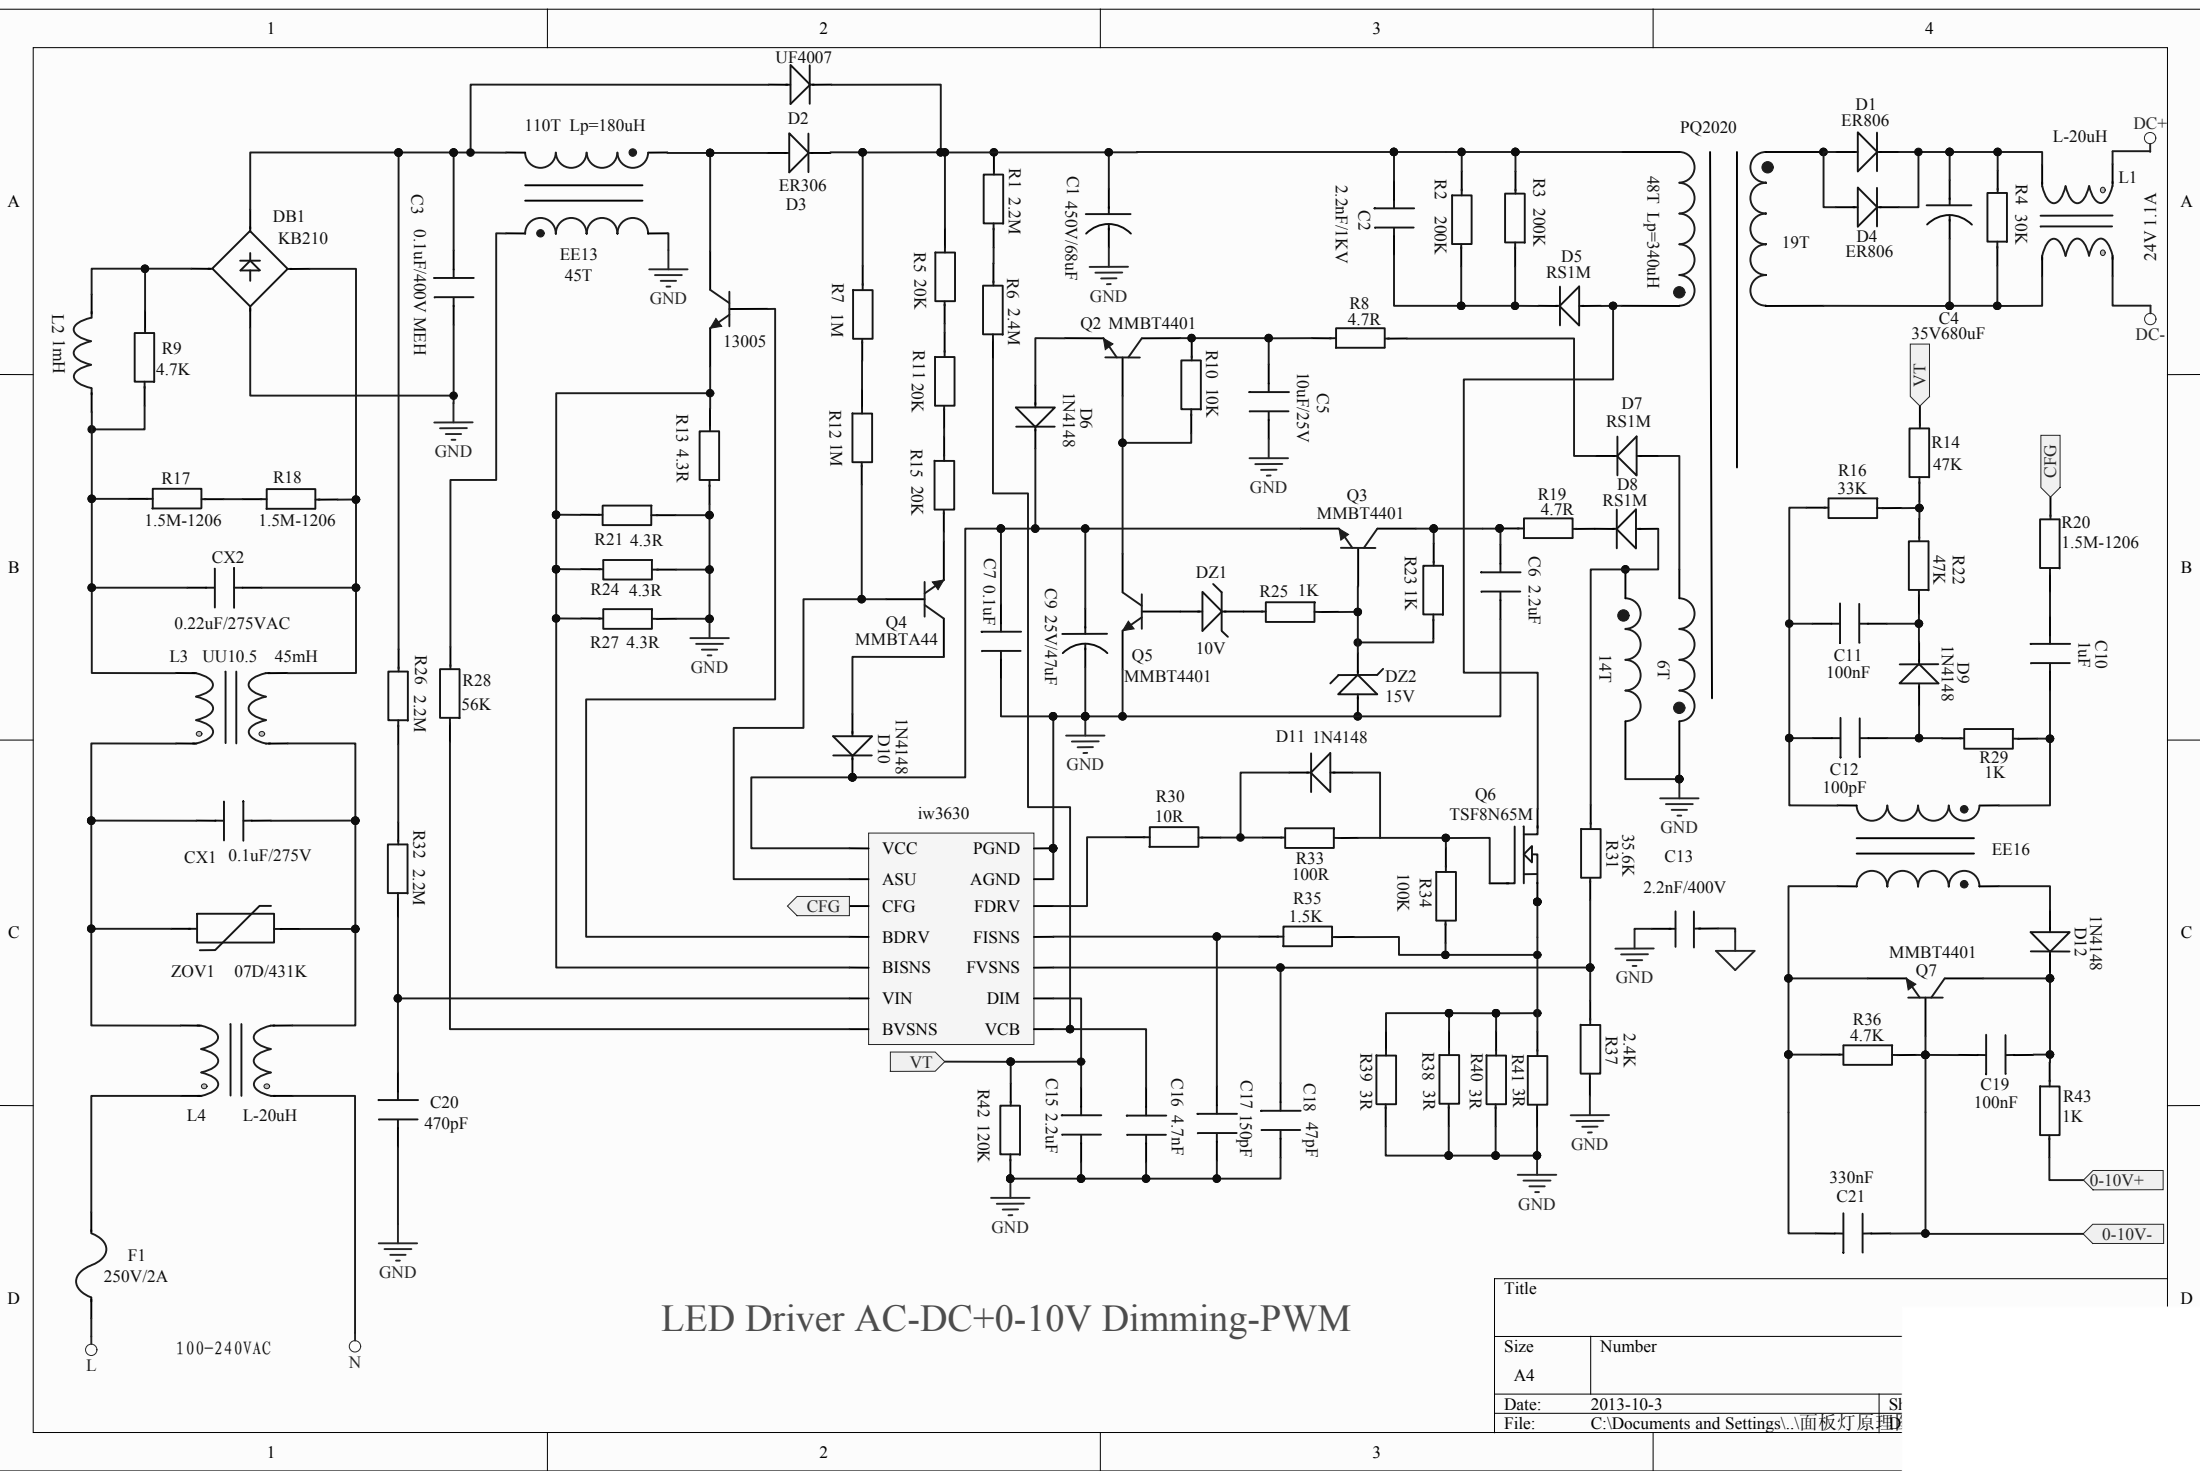 1
2
3
4
A
B
C
D
A
B
C
D
1
2
3
UF4007
D2
ER306
D3
110T Lp=180uH
EE13
45T
GND
DB1
KB210
C3 0.1uF/400V MEH
GND
L2 1mH
R9
4.7K
R17
1.5M-1206
R18
1.5M-1206
CX2
0.22uF/275VAC
L3 UU10.5 45mH
CX1 0.1uF/275V
ZOV1 07D/431K
L4 L-20uH
F1
250V/2A
L
100-240VAC
N
R26 2.2M
R32 2.2M
R28
56K
C20
470pF
GND
13005
R13 4.3R
R21 4.3R
R24 4.3R
R27 4.3R
GND
R7 1M
R12 1M
R5 20K
R11 20K
R15 20K
Q4
MMBTA44
1N4148
D10
R1 2.2M
R6 2.4M
C1 450V/68uF
GND
Q2 MMBT4401
D6
1N4148
R10 10K
C5
10uF/25V
GND
R8
4.7R
C2
2.2nF/1KV
R2 200K
R3 200K
D5
RS1M
48T Lp=340uH
PQ2020
19T
D1
ER806
D4
ER806
C4
35V680uF
R4 30K
L-20uH
L1
DC+
24V 1.1A
DC-
D7
RS1M
D8
RS1M
R19
4.7R
Q3
MMBT4401
R23 1K
C6 2.2uF
DZ1
10V
R25 1K
Q5
MMBT4401
DZ2
15V
C7 0.1uF
C9 25V/47uF
GND
14T
6T
GND
VT
R14
47K
R16
33K
R22
47K
C11
100nF
D9
1N4148
C12
100pF
R29
1K
CFG
R20
1.5M-1206
C10
1uF
EE16
iw3630
VCC
ASU
CFG
BDRV
BISNS
VIN
BVSNS
PGND
AGND
FDRV
FISNS
FVSNS
DIM
VCB
CFG
VT
R30
10R
D11 1N4148
R33
100R
R34
100K
R35
1.5K
Q6
TSF8N65M
35.6K
R31
C13
2.2nF/400V
GND
2.4K
R37
GND
R39 3R
R38 3R
R40 3R
R41 3R
GND
R42 120K
C15 2.2uF
C16 4.7nF
C17 150pF
C18 47pF
GND
1N4148
D12
MMBT4401
Q7
R36
4.7K
C19
100nF
R43
1K
330nF
C21
0-10V+
0-10V-
LED Driver AC-DC+0-10V Dimming-PWM
Title
Size
A4
Number
Date:
2013-10-3
File:
C:\Documents and Settings\..\面板灯原理